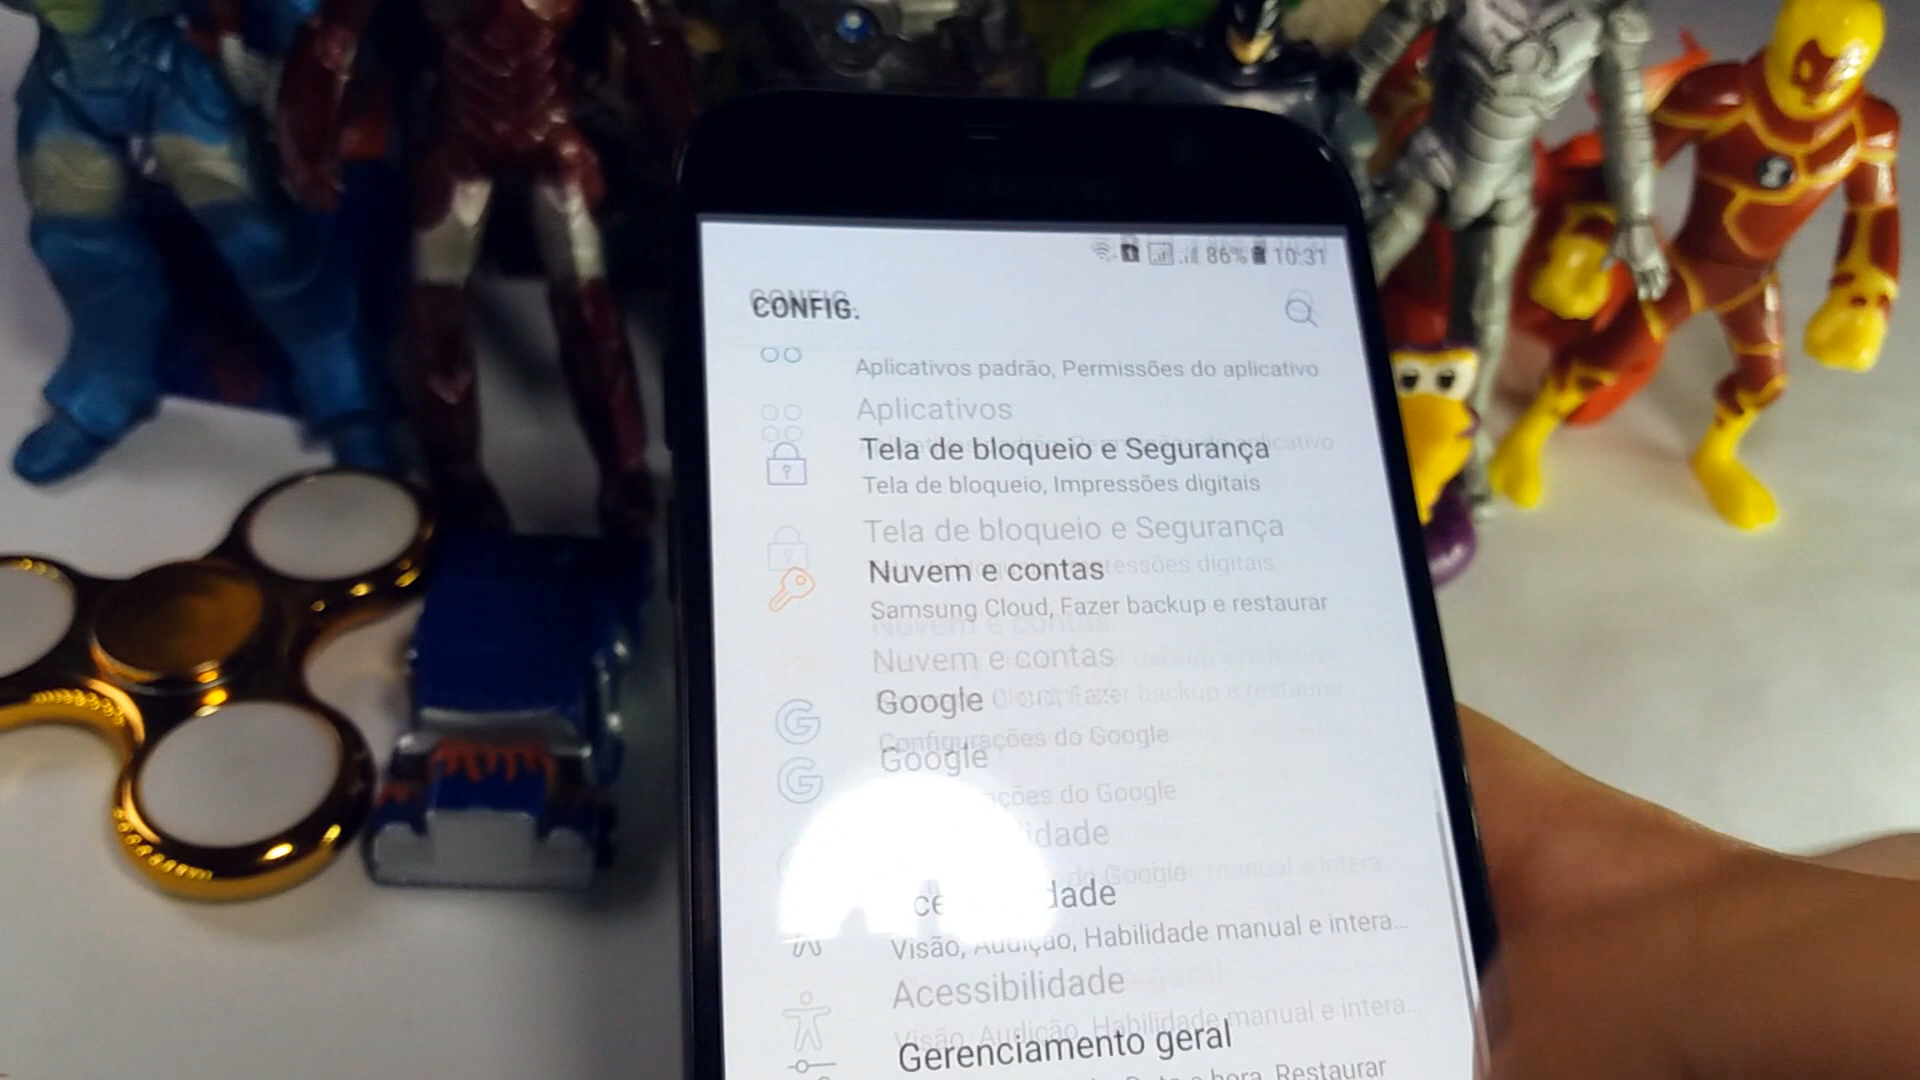 86% 10:31
CONFIG.
Aplicativos padrão, Permissões do aplicativo
Aplicativos
Tela de bloqueio e Segurança
Tela de bloqueio, Impressões digitais
Tela de bloqueio e Segurança
Nuvem e contas
Samsung Cloud, Fazer backup e restaurar
Nuvem e contas
Google
Configurações do Google
Google
do Google
Visão, Audição, Habilidade manual e intera...
Acessibilidade
Visão, Audição, Habilidade manual e intera...
Gerenciamento geral
hora, Restaurar